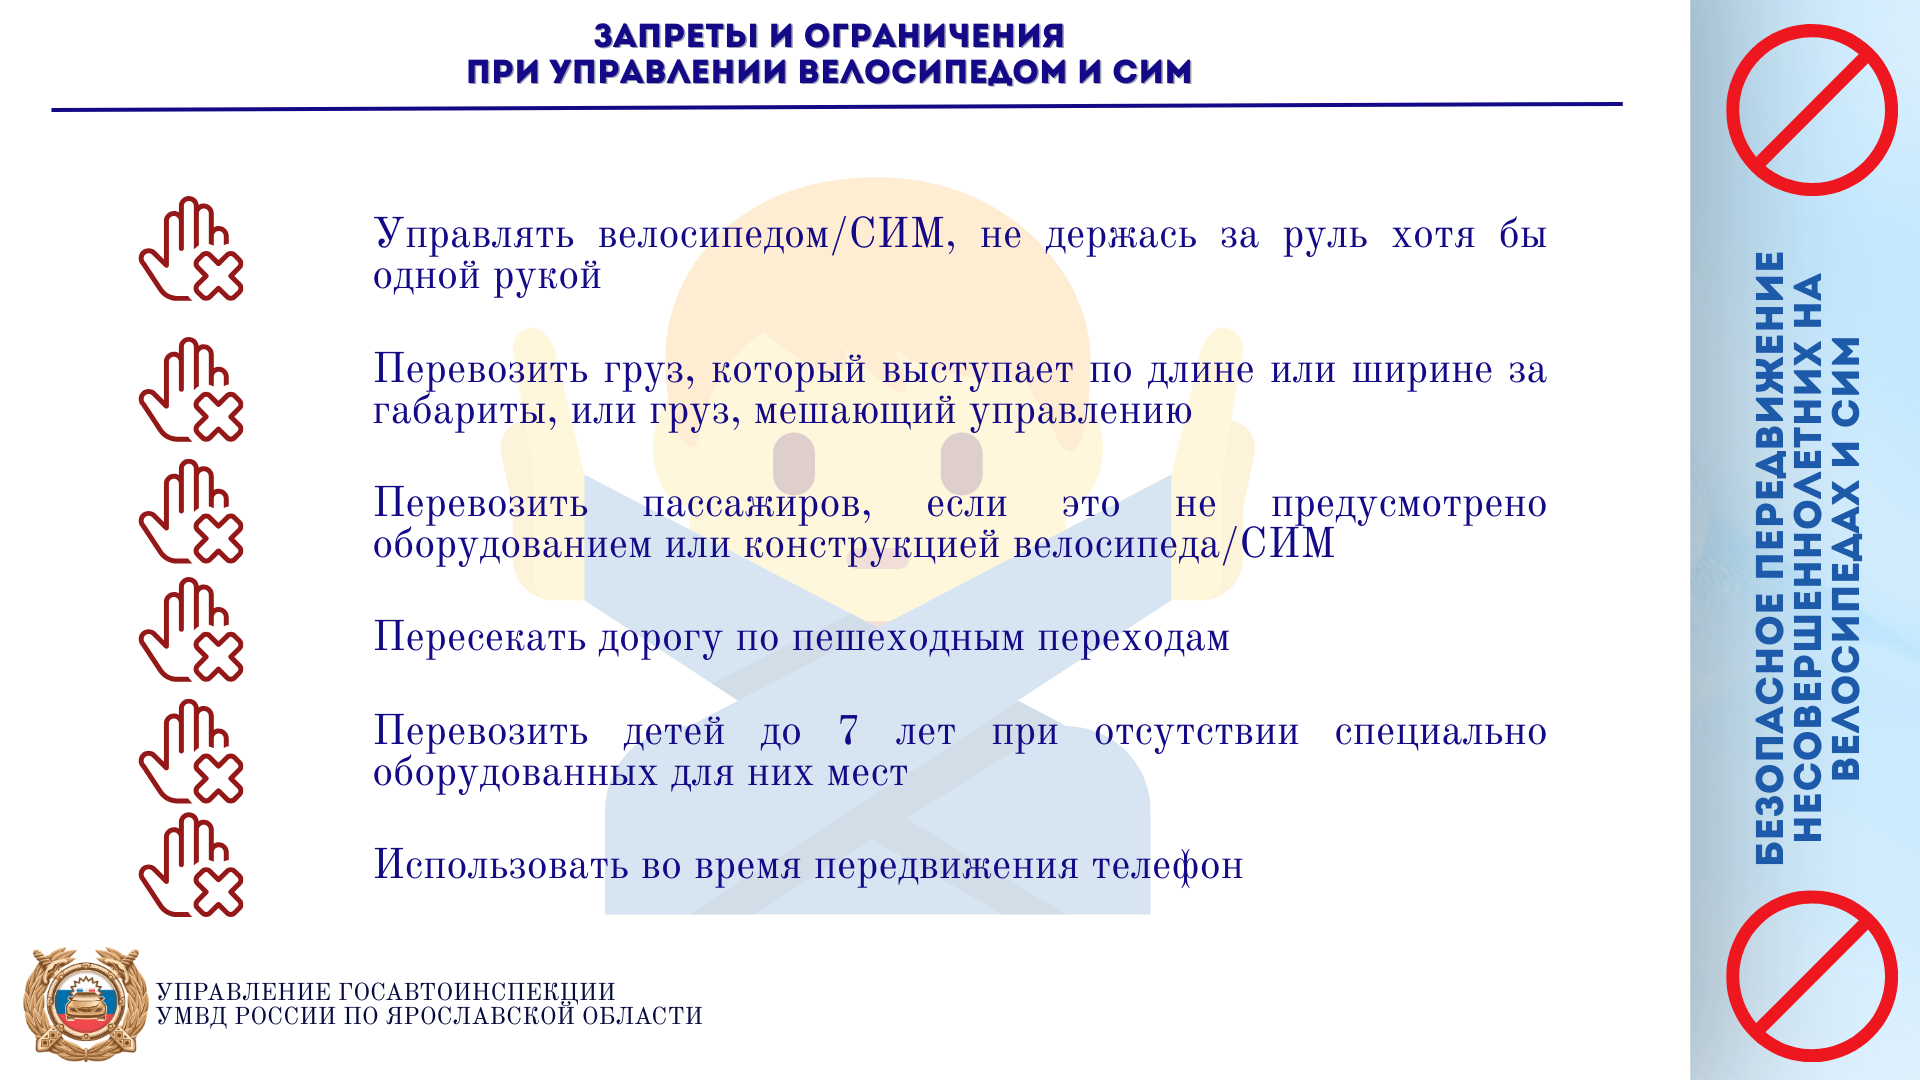 ЗАПРЕТЫ И ОГРАНИЧЕНИЯ
ПРИ УПРАВЛЕНИИ ВЕЛОСИПЕДОМ И СИМ
Управлять велосипедом/СИМ, не держась за руль хотя бы
одной рукой
Перевозить груз, который выступает по длине или ширине за
габариты, или груз, мешающий управлению
Перевозить пассажиров, если это не предусмотрено
оборудованием или конструкцией велосипеда/СИМ
Пересекать дорогу по пешеходным переходам
Перевозить детей до 7 лет при отсутствии специально
оборудованных для них мест
Использовать во время передвижения телефон
УПРАВЛЕНИЕ ГОСАВТОИНСПЕКЦИИ
УМВД РОССИИ ПО ЯРОСЛАВСКОЙ ОБЛАСТИ
БЕЗОПАСНОЕ ПЕРЕДВИЖЕНИЕ
НЕСОВЕРШЕННОЛЕТНИХ НА
ВЕЛОСИПЕДАХ И СИМ